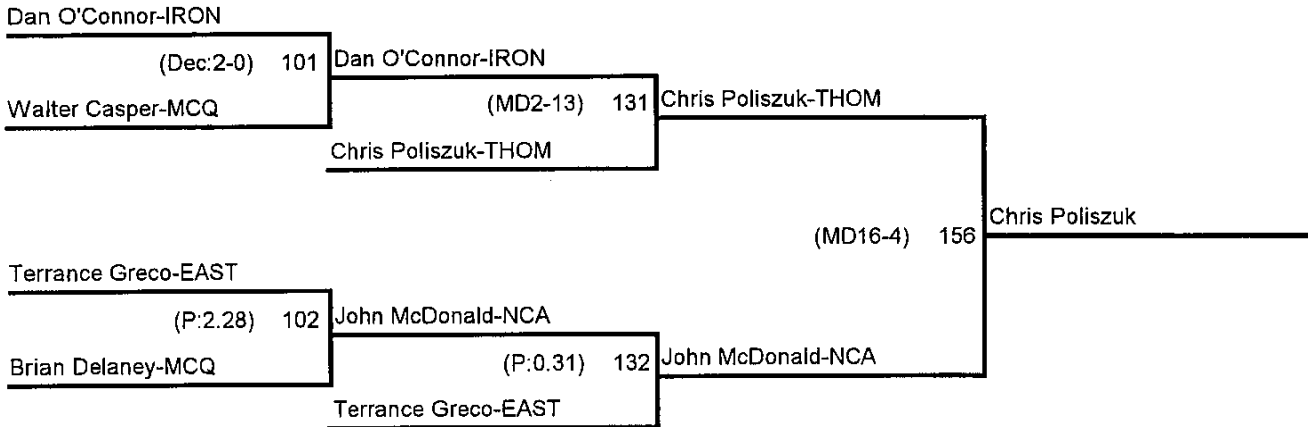 Dan O'Connor-IRON
(Dec:2-0) 101
Dan O'Connor-IRON
Walter Casper-MCQ
(MD2-13) 131
Chris Poliszuk-THOM
Chris Poliszuk-THOM
(MD16-4) 156
Chris Poliszuk
Terrance Greco-EAST
(P:2.28) 102
John McDonald-NCA
Brian Delaney-MCQ
(P:0.31) 132
John McDonald-NCA
Terrance Greco-EAST